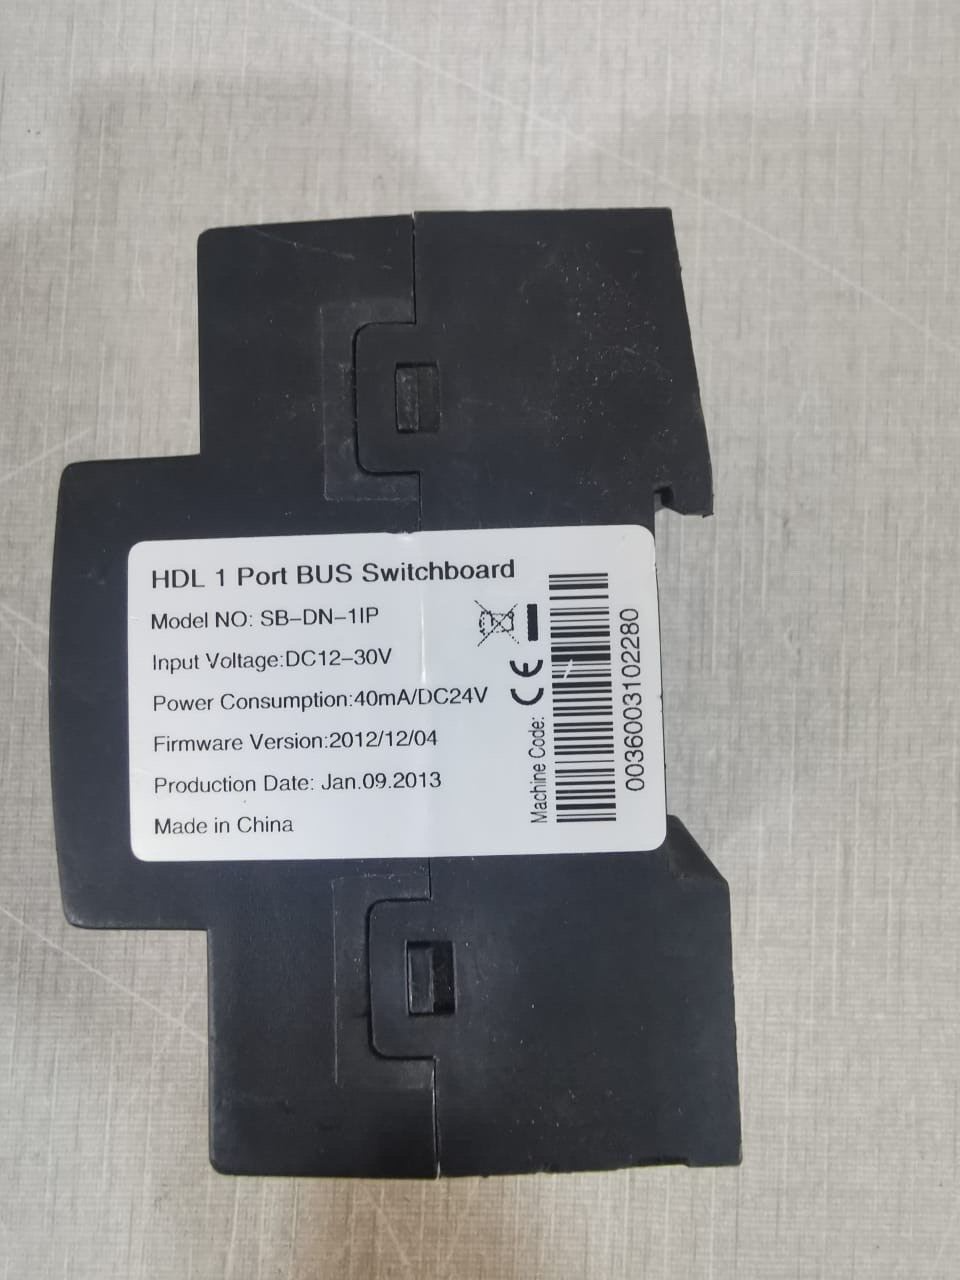 HDL 1 Port BUS Switchboard
Model NO: SB-DN-1IP
Input Voltage:DC12-30V
Power Consumption:40mA/DC24V
Firmware Version:2012/12/04
Production Date: Jan.09.2013
Made in China
CE
Machine Code:
0036003102280